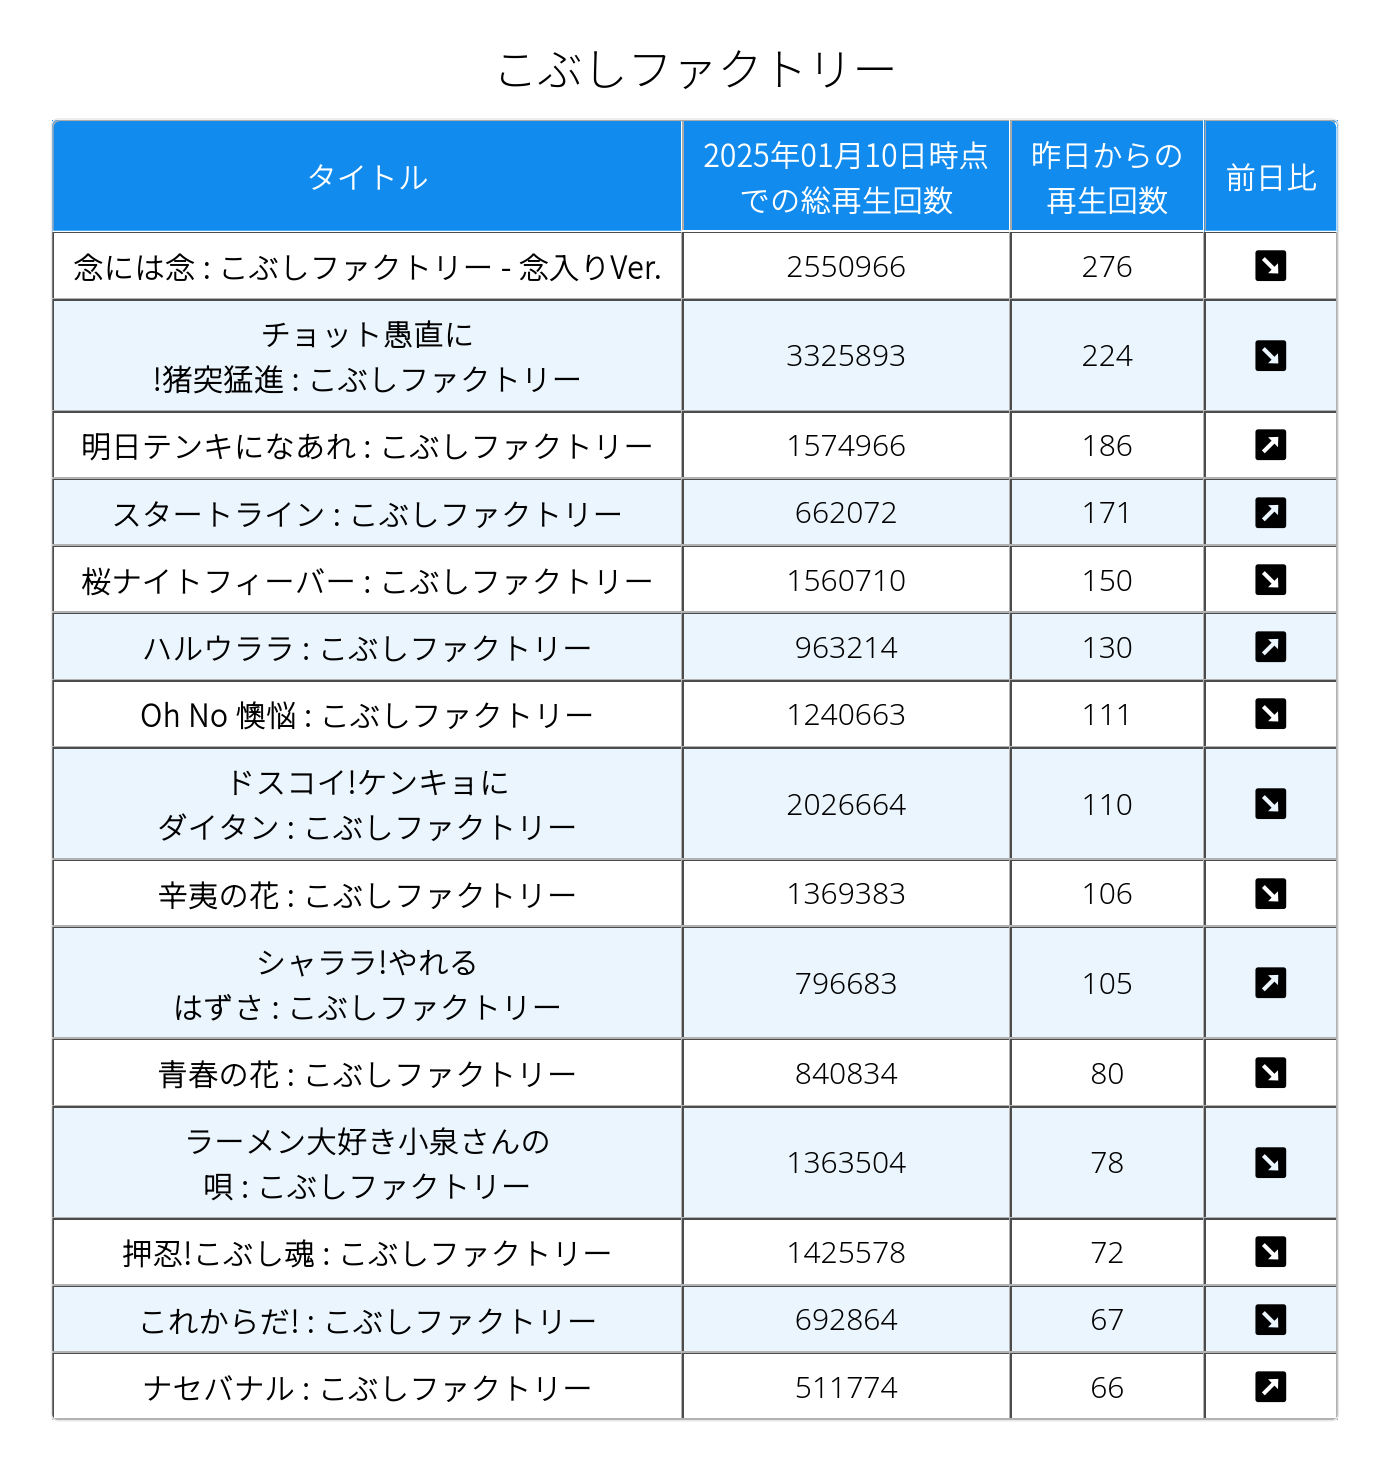 こぶしファクトリー
タイトル
2025年01月10日時点
での総再生回数
昨日からの
再生回数
前日比
念には念 : こぶしファクトリー - 念入りVer.
2550966
276
↘
チョット愚直に
!猪突猛進 : こぶしファクトリー
3325893
224
↘
明日テンキになあれ : こぶしファクトリー
1574966
186
↗
スタートライン : こぶしファクトリー
662072
171
↗
桜ナイトフィーバー : こぶしファクトリー
1560710
150
↘
ハルウララ : こぶしファクトリー
963214
130
↗
Oh No 懊悩 : こぶしファクトリー
1240663
111
↘
ドスコイ!ケンキョに
ダイタン : こぶしファクトリー
2026664
110
↘
辛夷の花 : こぶしファクトリー
1369383
106
↘
シャララ!やれる
はずさ : こぶしファクトリー
796683
105
↗
青春の花 : こぶしファクトリー
840834
80
↘
ラーメン大好き小泉さんの
唄 : こぶしファクトリー
1363504
78
↘
押忍!こぶし魂 : こぶしファクトリー
1425578
72
↘
これからだ! : こぶしファクトリー
692864
67
↘
ナセバナル : こぶしファクトリー
511774
66
↗